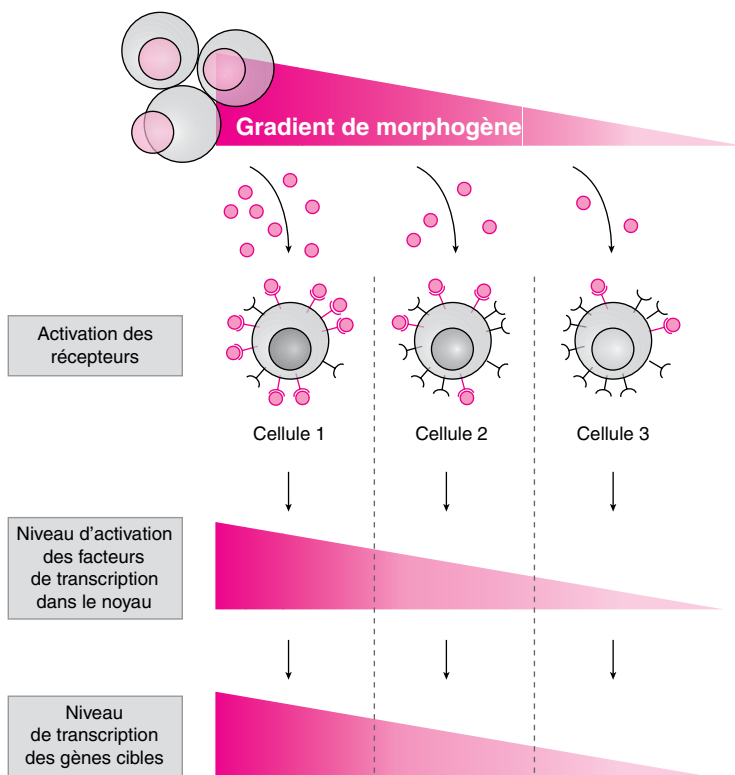 Gradient de morphogène
Activation des
récepteurs
Cellule 1
Cellule 2
Cellule 3
Niveau d’activation
des facteurs
de transcription
dans le noyau
Niveau
de transcription
des gènes cibles